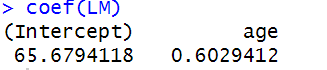 > coef(LM)
(Intercept) age
65.6794118 0.6029412